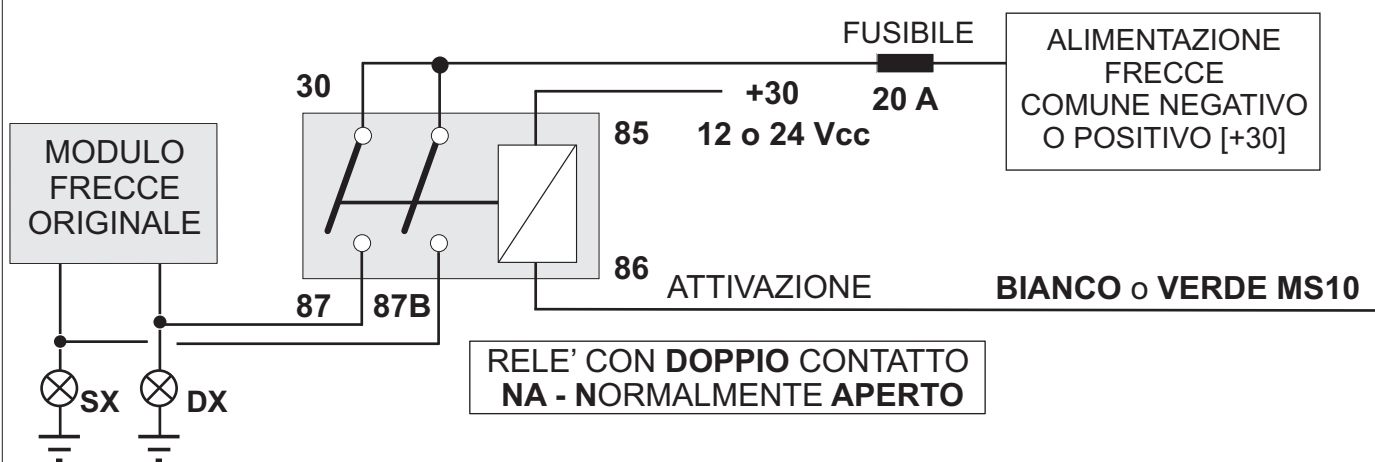 FUSIBILE
20 A
ALIMENTAZIONE
FRECCE
COMUNE NEGATIVO
O POSITIVO [+30]
30
+30
12 o 24 Vcc
85
MODULO
FRECCE
ORIGINALE
86
ATTIVAZIONE
BIANCO o VERDE MS10
87
87B
RELE' CON DOPPIO CONTATTO
NA - NORMALMENTE APERTO
SX
DX